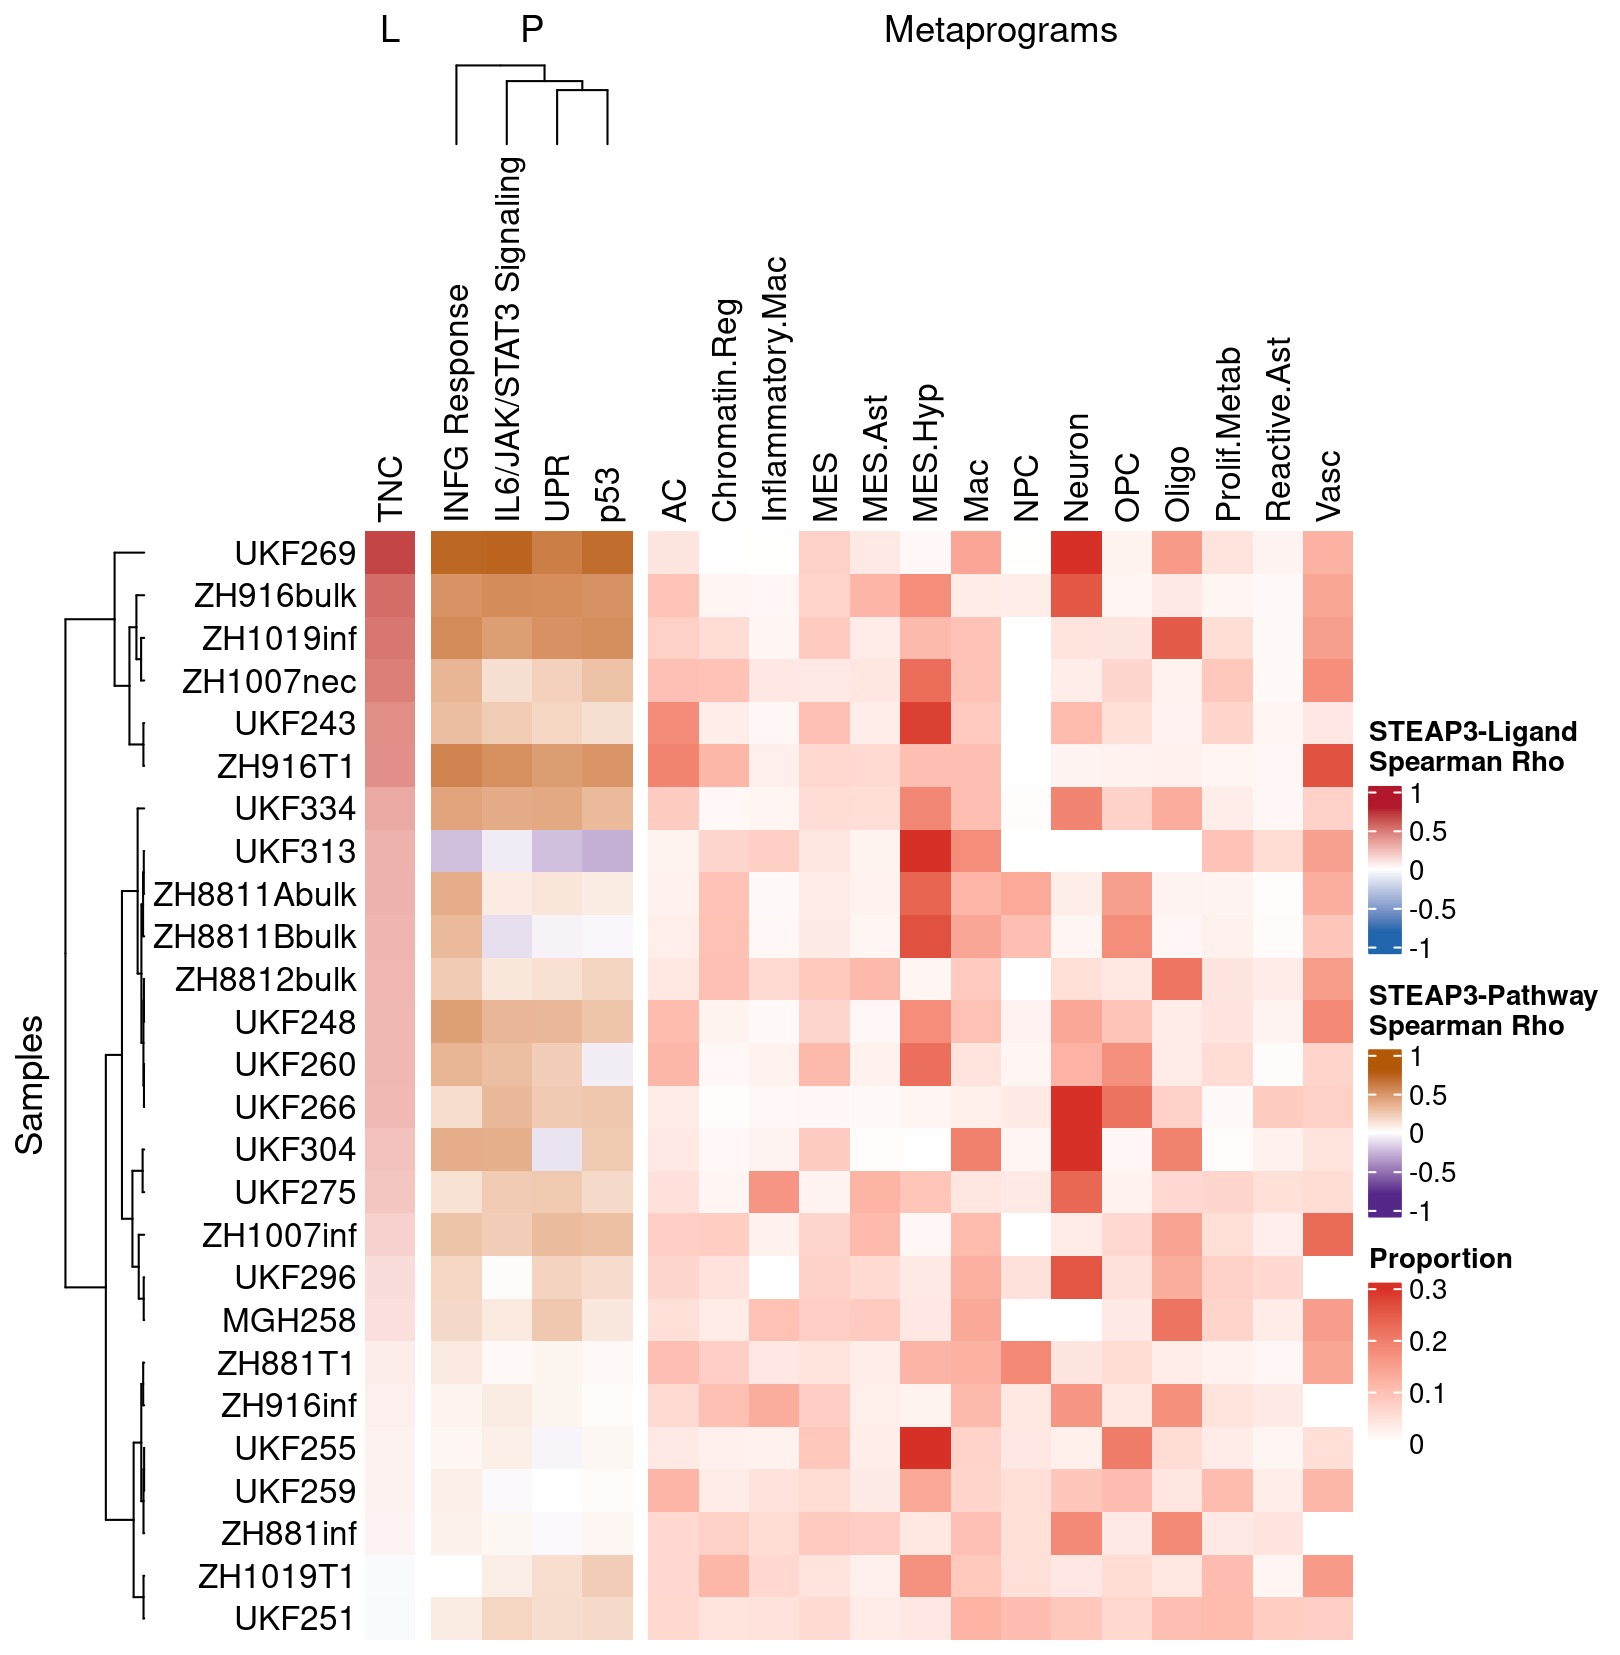 L
P
Metaprograms
TNC
INFG Response
IL6/JAK/STAT3 Signaling
UPR
p53
AC
Chromatin.Reg
Inflammatory.Mac
MES
MES.Ast
MES.Hyp
Mac
NPC
Neuron
OPC
Oligo
Prolif.Metab
Reactive.Ast
Vasc
Samples
UKF269
ZH916bulk
ZH1019inf
ZH1007nec
UKF243
ZH916T1
UKF334
UKF313
ZH8811Abulk
ZH8811Bbulk
ZH8812bulk
UKF248
UKF260
UKF266
UKF304
UKF275
ZH1007inf
UKF296
MGH258
ZH881T1
ZH916inf
UKF255
UKF259
ZH881inf
ZH1019T1
UKF251
STEAP3-Ligand
Spearman Rho
1
0.5
0
-0.5
-1
STEAP3-Pathway
Spearman Rho
1
0.5
0
-0.5
-1
Proportion
0.3
0.2
0.1
0